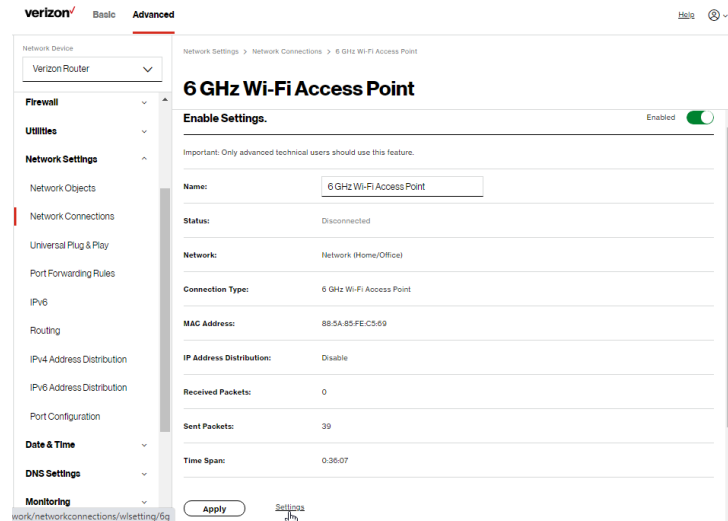 verizon Basic Advanced Help
Network Device
Verizon Router
Firewall
Utilities
Network Settings
Network Objects
Network Connections
Universal Plug & Play
Port Forwarding Rules
IPv6
Routing
IPv4 Address Distribution
IPv6 Address Distribution
Port Configuration
Date & Time
DNS Settings
Monitoring
work/networkconnections/wlsetting/6g
Network Settings > Network Connections > 6 GHz Wi-Fi Access Point
6 GHz Wi-Fi Access Point
Enable Settings. Enabled
Important: Only advanced technical users should use this feature.
Name: 6 GHz Wi-Fi Access Point
Status: Disconnected
Network: Network (Home/Office)
Connection Type: 6 GHz Wi-Fi Access Point
MAC Address: 88:5A:85:FE:C5:69
IP Address Distribution: Disable
Received Packets: 0
Sent Packets: 39
Time Span: 0:36:07
Apply Settings